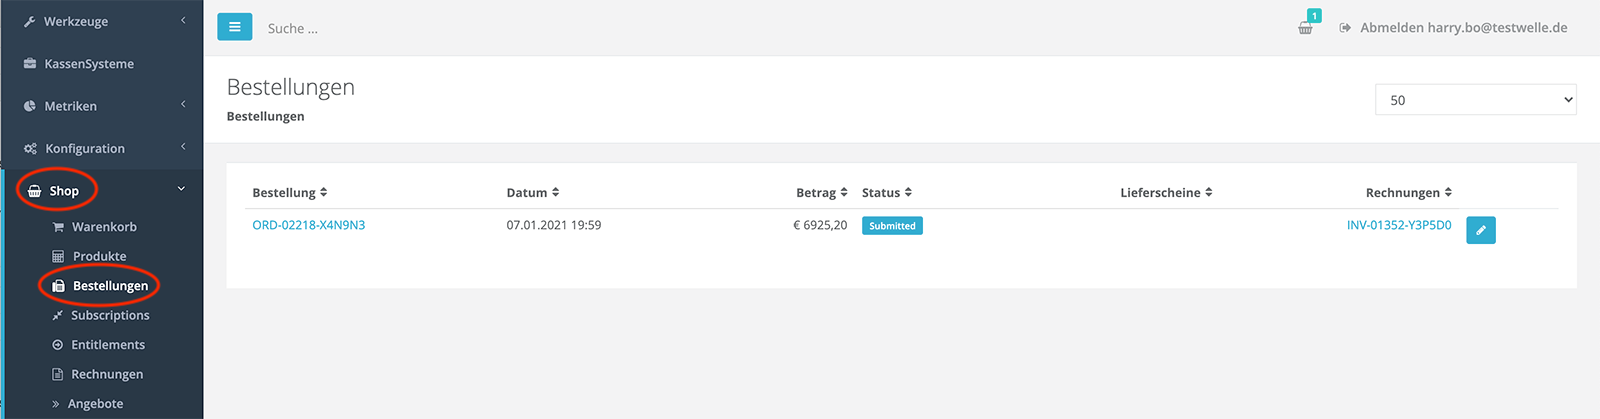 Werkzeuge
KassenSysteme
Metriken
Konfiguration
Shop
Warenkorb
Produkte
Bestellungen
Subscriptions
Entitlements
Rechnungen
Angebote
Suche ...
1
Abmelden harry.bo@testwelle.de
Bestellungen
Bestellungen
50
Bestellung Datum Betrag Status Lieferscheine Rechnungen
ORD-02218-X4N9N3 07.01.2021 19:59 € 6925,20 Submitted INV-01352-Y3P5D0